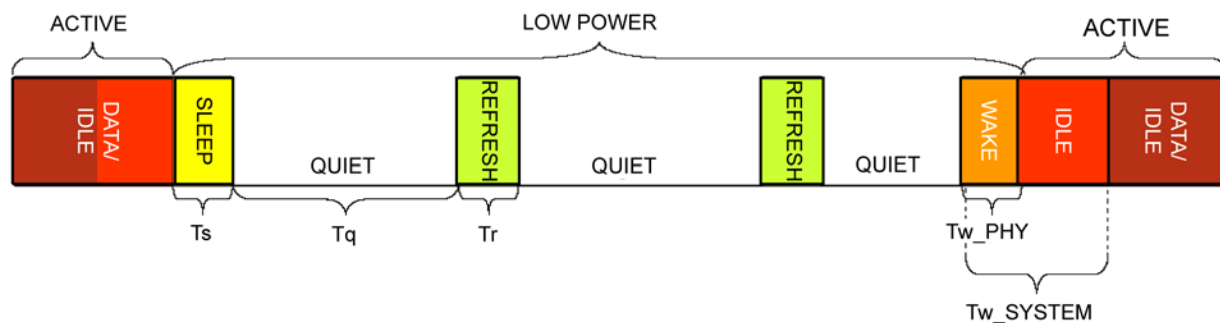 ACTIVE
LOW POWER
ACTIVE
DATA/
IDLE
SLEEP
QUIET
REFRESH
QUIET
REFRESH
QUIET
WAKE
IDLE
DATA/
IDLE
Ts
Tq
Tr
Tw_PHY
Tw_SYSTEM